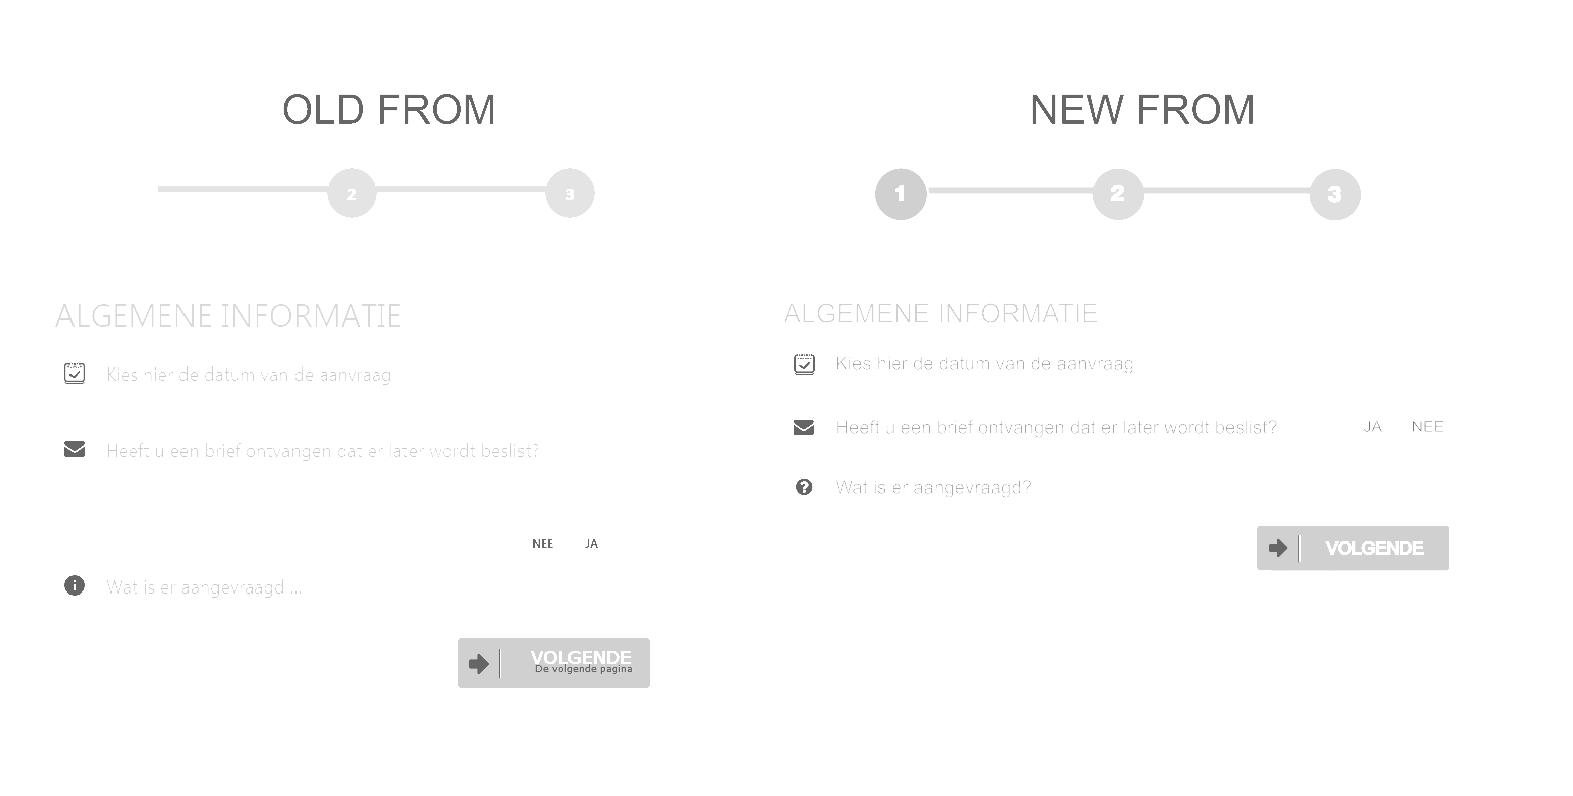 OLD FROM
2 3
ALGEMENE INFORMATIE
Kies hier de datum van de aanvraag
Heeft u een brief ontvangen dat er later wordt beslist?
NEE JA
Wat is er aangevraagd ...
VOLGENDE
De volgende pagina
NEW FROM
1 2 3
ALGEMENE INFORMATIE
Kies hier de datum van de aanvraag
Heeft u een brief ontvangen dat er later wordt beslist? JA NEE
Wat is er aangevraagd?
VOLGENDE